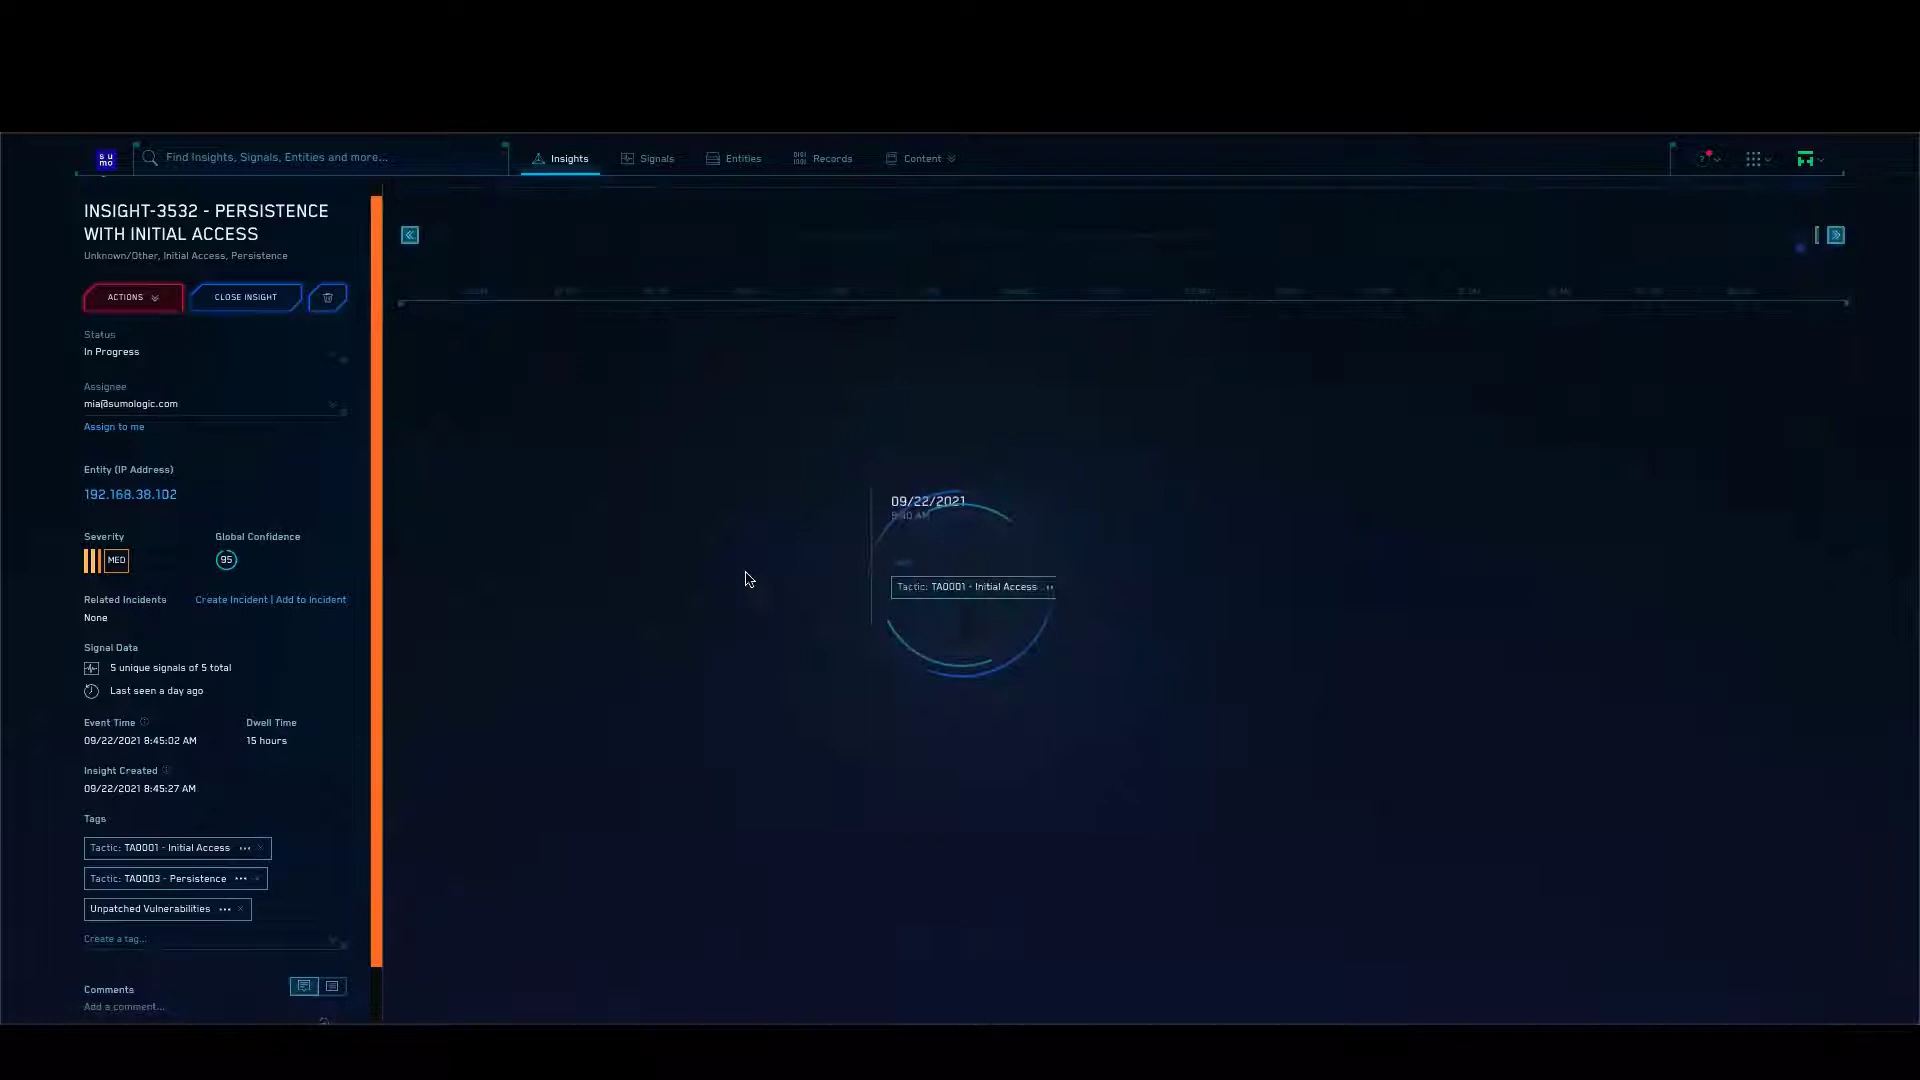 su
mo
Find Insights, Signals, Entities and more...
Insights
Signals
Entities
Records
Content
?
INSIGHT-3532 - PERSISTENCE
WITH INITIAL ACCESS
Unknown/Other, Initial Access, Persistence
ACTIONS
CLOSE INSIGHT
Status
In Progress
Assignee
mia@sumologic.com
Assign to me
Entity (IP Address)
192.168.38.102
Severity
Global Confidence
MED
95
Related Incidents
Create Incident | Add to Incident
None
Signal Data
5 unique signals of 5 total
Last seen a day ago
Event Time
Dwell Time
09/22/2021 8:45:02 AM
15 hours
Insight Created
09/22/2021 8:45:27 AM
Tags
Tactic: TA0001 - Initial Access
Tactic: TA0003 - Persistence
Unpatched Vulnerabilities
Create a tag...
Comments
Add a comment...
09/22/2021
Tactic: TA0001 - Initial Access